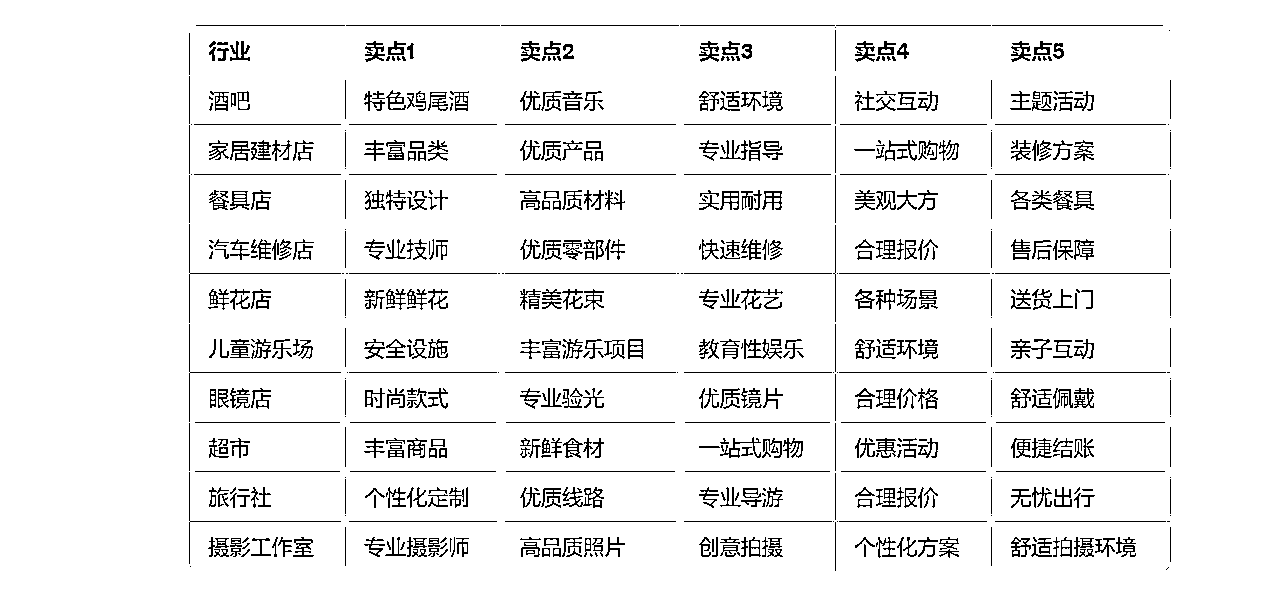 行业 卖点1 卖点2 卖点3 卖点4 卖点5
酒吧 特色鸡尾酒 优质音乐 舒适环境 社交互动 主题活动
家居建材店 丰富品类 优质产品 专业指导 一站式购物 装修方案
餐具店 独特设计 高品质材料 实用耐用 美观大方 各类餐具
汽车维修店 专业技师 优质零部件 快速维修 合理报价 售后保障
鲜花店 新鲜鲜花 精美花束 专业花艺 各种场景 送货上门
儿童游乐场 安全设施 丰富游乐项目 教育性娱乐 舒适环境 亲子互动
眼镜店 时尚款式 专业验光 优质镜片 合理价格 舒适佩戴
超市 丰富商品 新鲜食材 一站式购物 优惠活动 便捷结账
旅行社 个性化定制 优质线路 专业导游 合理报价 无忧出行
摄影工作室 专业摄影师 高品质照片 创意拍摄 个性化方案 舒适拍摄环境